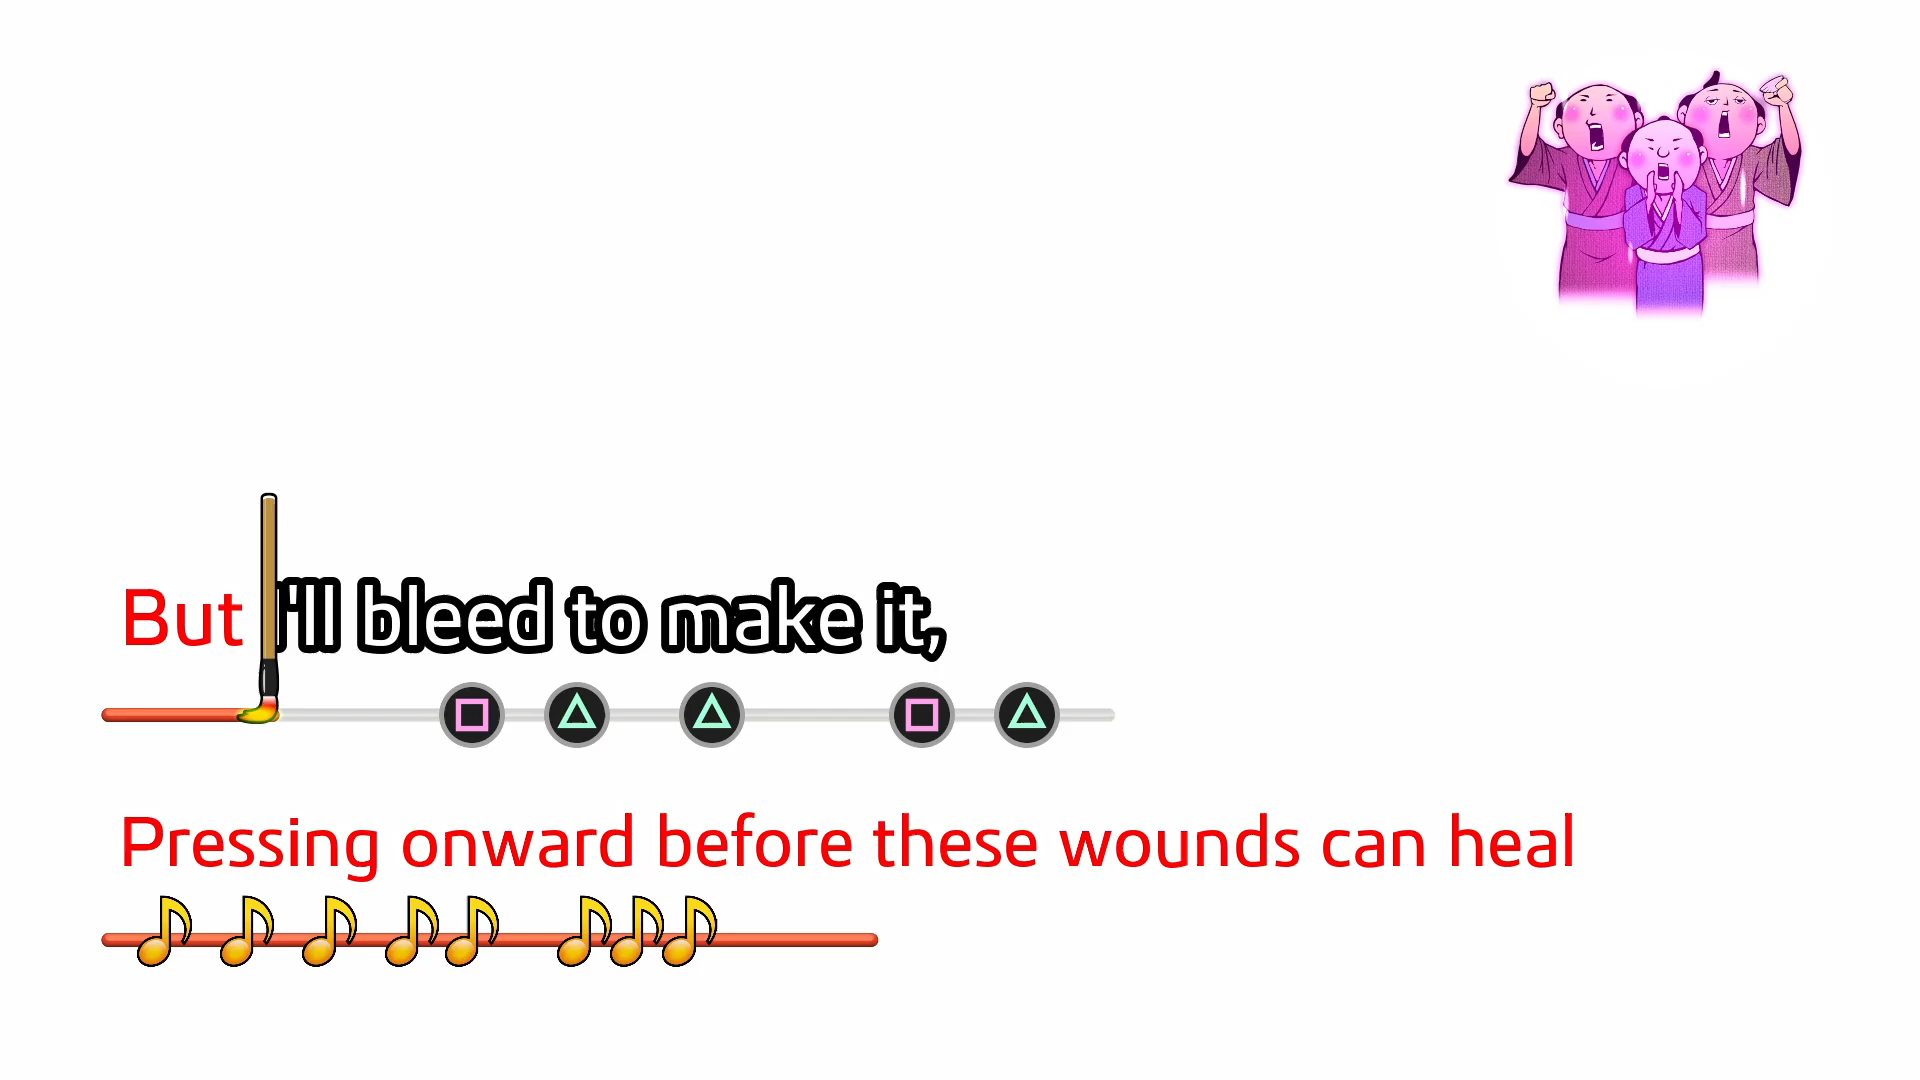 But I'll bleed to make it,
Pressing onward before these wounds can heal